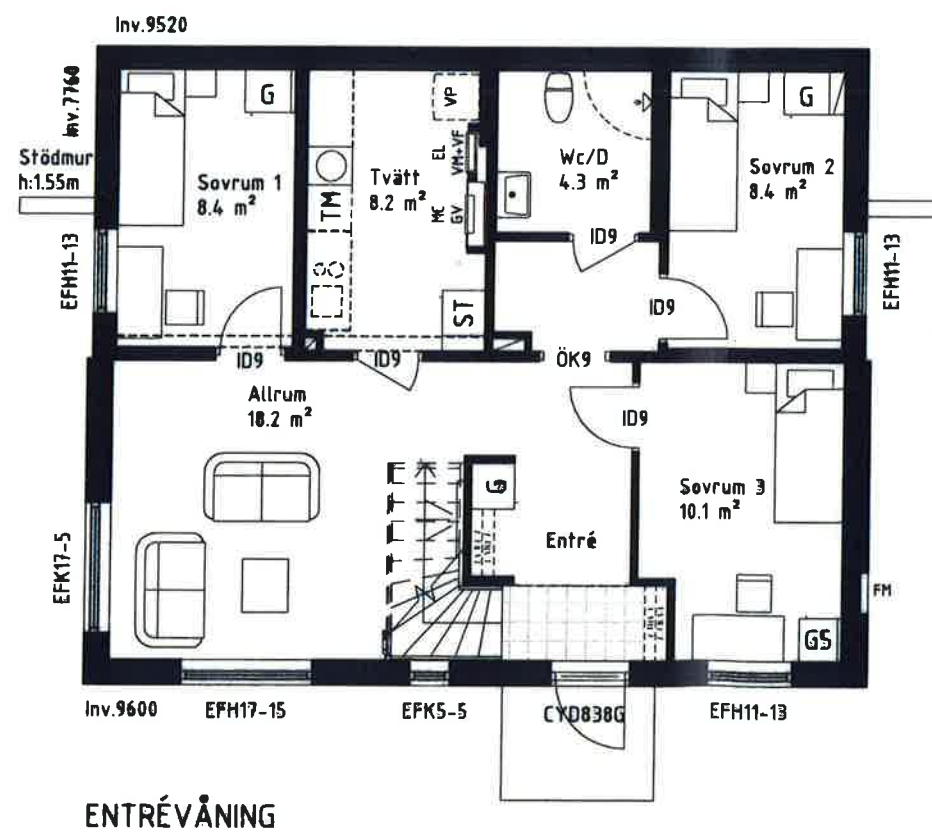 Inv.9520
Inv.7760
Stödmur
h:1.55m
G
VP
G
Sovrum 1
8.4 m²
Tvätt
8.2 m²
EL
VM+VF
MC
GV
Wc/D
4.3 m²
Sovrum 2
8.4 m²
TM
EFH11-13
EFH11-13
ID9
ID9
ST
ID9
ID9
ÖK9
Allrum
18.2 m²
ID9
G
Sovrum 3
10.1 m²
Entré
EFK17-5
FM
GS
Inv.9600
EFH17-15
EFK5-5
CYD838G
EFH11-13
ENTRÉVÅNING